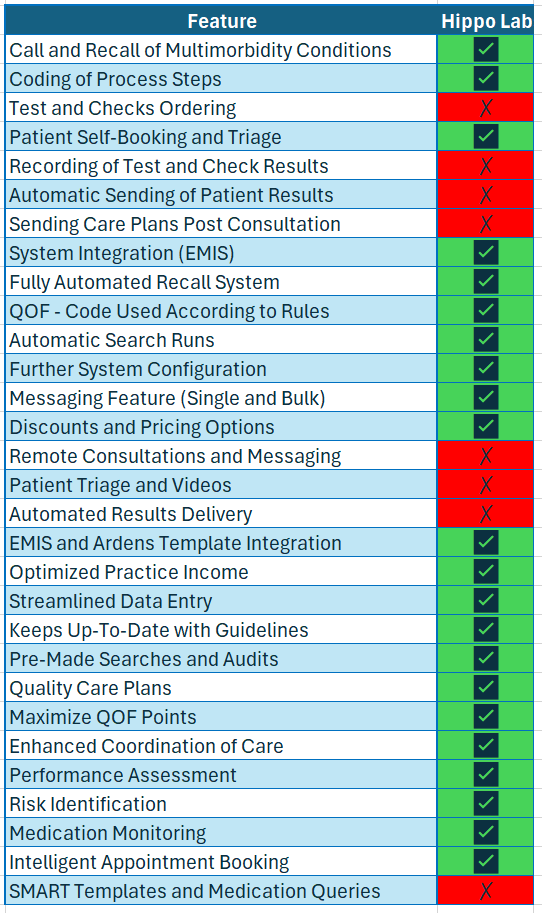 Feature Hippo Lab
Call and Recall of Multimorbidity Conditions ✓
Coding of Process Steps ✓
Test and Checks Ordering X
Patient Self-Booking and Triage ✓
Recording of Test and Check Results X
Automatic Sending of Patient Results X
Sending Care Plans Post Consultation X
System Integration (EMIS) ✓
Fully Automated Recall System ✓
QOF - Code Used According to Rules ✓
Automatic Search Runs ✓
Further System Configuration ✓
Messaging Feature (Single and Bulk) ✓
Discounts and Pricing Options ✓
Remote Consultations and Messaging X
Patient Triage and Videos X
Automated Results Delivery X
EMIS and Ardens Template Integration ✓
Optimized Practice Income ✓
Streamlined Data Entry ✓
Keeps Up-To-Date with Guidelines ✓
Pre-Made Searches and Audits ✓
Quality Care Plans ✓
Maximize QOF Points ✓
Enhanced Coordination of Care ✓
Performance Assessment ✓
Risk Identification ✓
Medication Monitoring ✓
Intelligent Appointment Booking ✓
SMART Templates and Medication Queries X